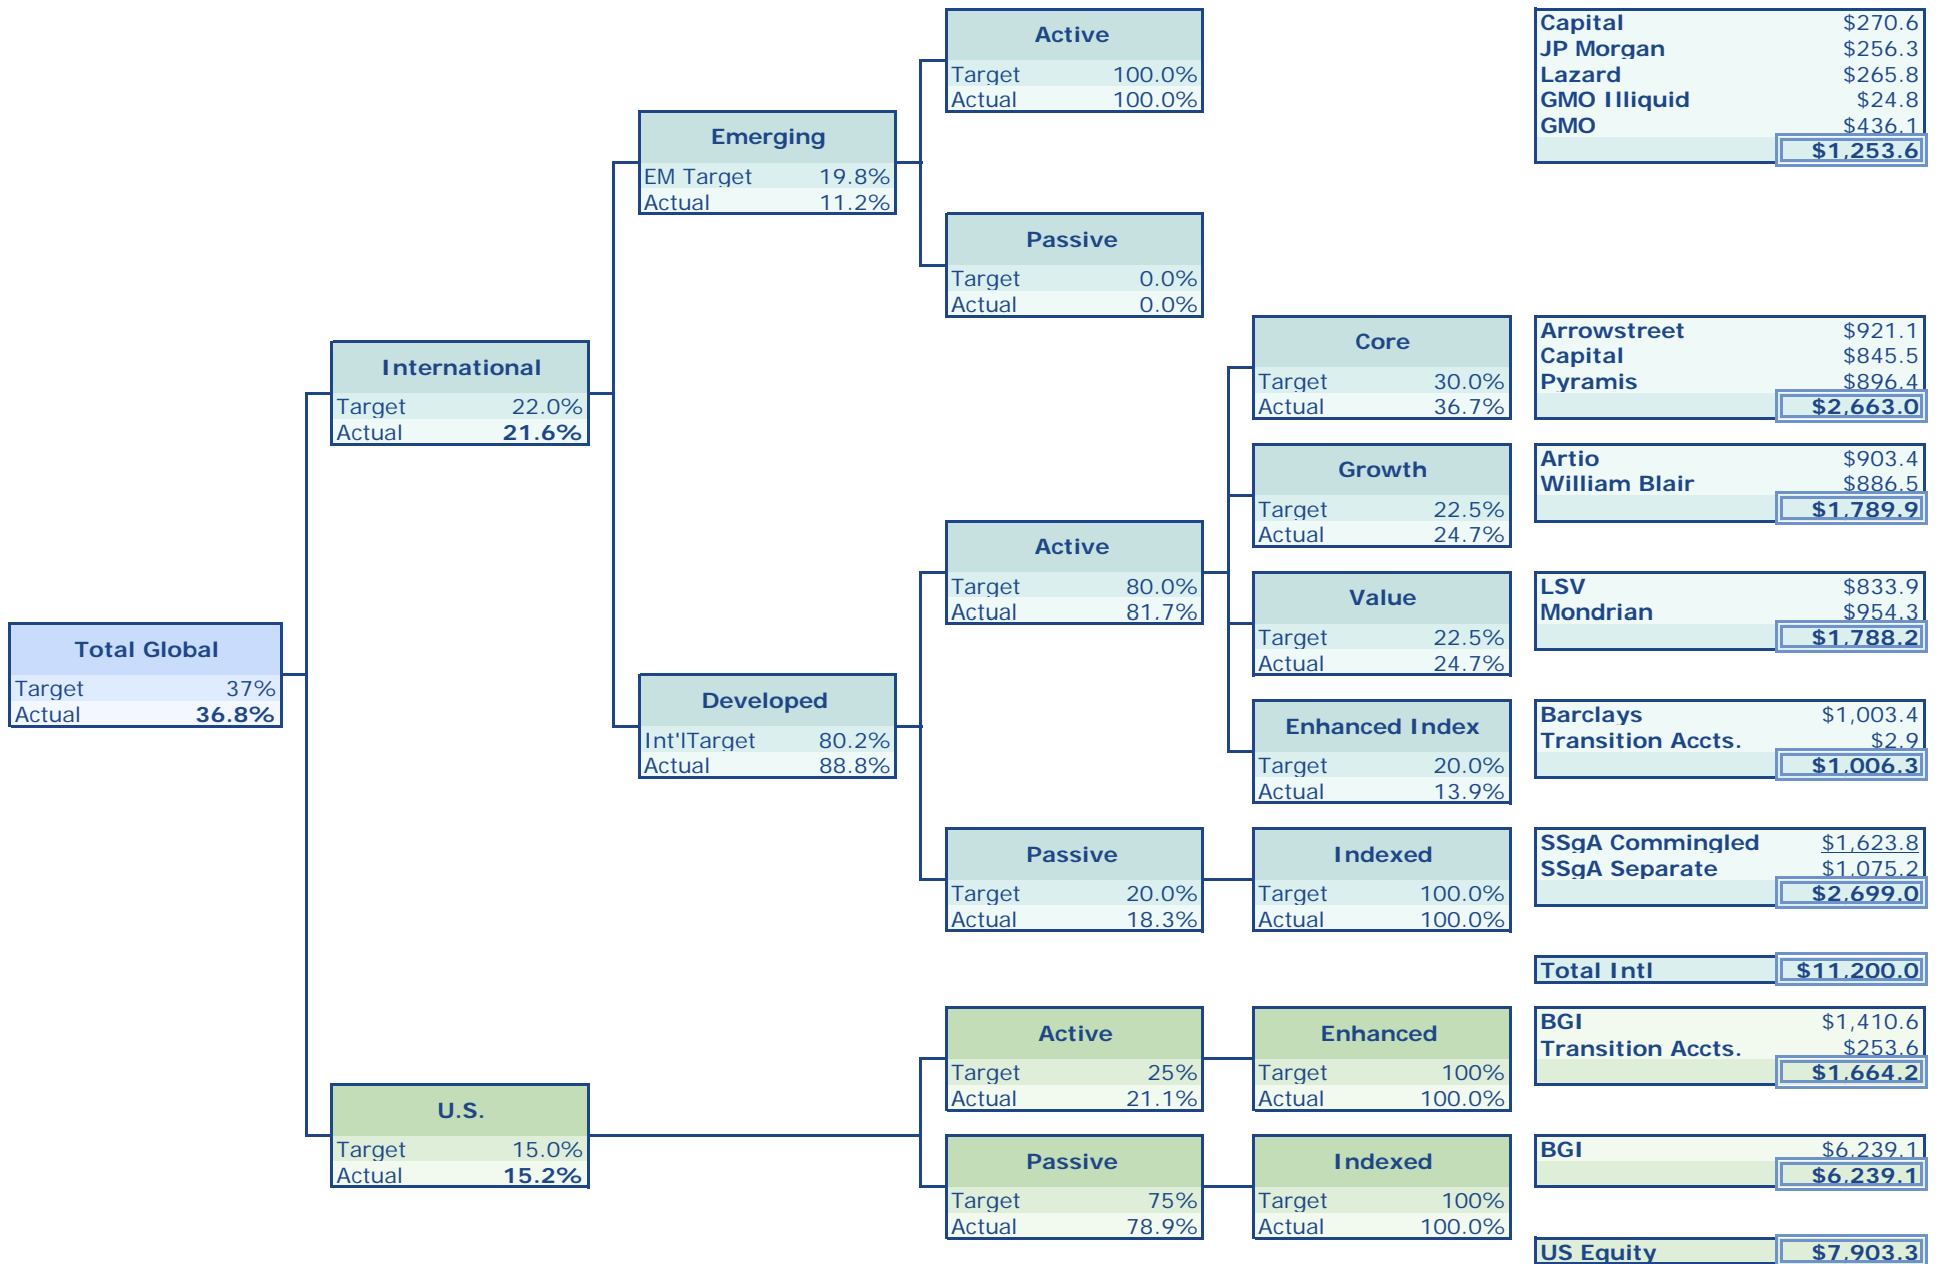 Active
Target 100.0%
Actual 100.0%
Capital $270.6
JP Morgan $256.3
Lazard $265.8
GMO Illiquid $24.8
GMO $436.1
$1,253.6
Emerging
EM Target 19.8%
Actual 11.2%
Passive
Target 0.0%
Actual 0.0%
International
Target 22.0%
Actual 21.6%
Core
Target 30.0%
Actual 36.7%
Arrowstreet $921.1
Capital $845.5
Pyramis $896.4
$2,663.0
Growth
Target 22.5%
Actual 24.7%
Artio $903.4
William Blair $886.5
$1,789.9
Active
Target 80.0%
Actual 81.7%
Value
Target 22.5%
Actual 24.7%
LSV $833.9
Mondrian $954.3
$1,788.2
Total Global
Target 37%
Actual 36.8%
Developed
Int'lTarget 80.2%
Actual 88.8%
Enhanced Index
Target 20.0%
Actual 13.9%
Barclays $1,003.4
Transition Accts. $2.9
$1,006.3
Passive
Target 20.0%
Actual 18.3%
Indexed
Target 100.0%
Actual 100.0%
SSgA Commingled $1,623.8
SSgA Separate $1,075.2
$2,699.0
Total Intl $11,200.0
Active
Target 25%
Actual 21.1%
Enhanced
Target 100%
Actual 100.0%
BGI $1,410.6
Transition Accts. $253.6
$1,664.2
U.S.
Target 15.0%
Actual 15.2%
Passive
Target 75%
Actual 78.9%
Indexed
Target 100%
Actual 100.0%
BGI $6,239.1
$6,239.1
US Equity $7,903.3